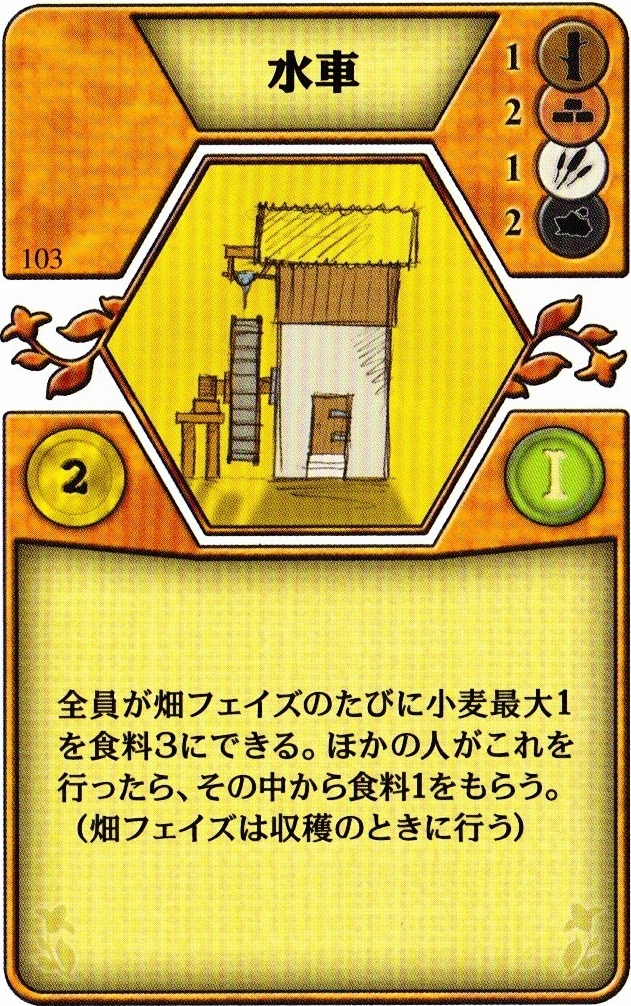 水車
1
2
1
2
103
2
I
全員が畑フェイズのたびに小麦最大1
を食料3にできる。ほかの人がこれを
行ったら、その中から食料1をもらう。
(畑フェイズは収穫のときに行う)